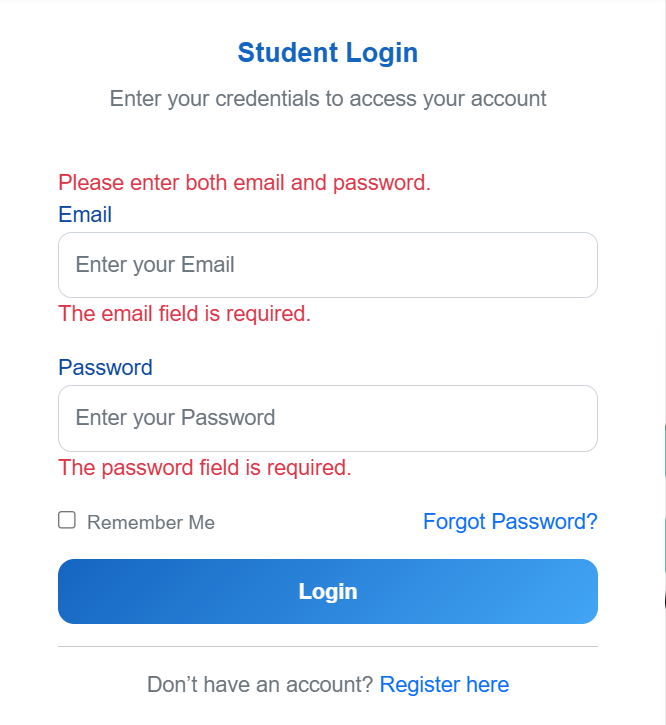 Student Login
Enter your credentials to access your account
Please enter both email and password.
Email
Enter your Email
The email field is required.
Password
Enter your Password
The password field is required.
Remember Me Forgot Password?
Login
Don’t have an account? Register here